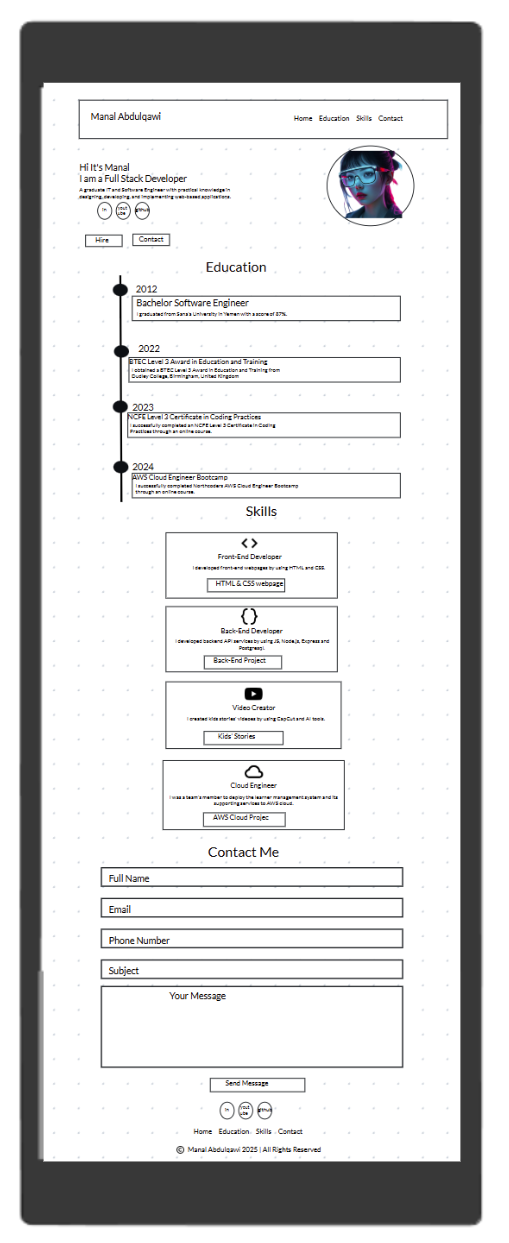 Manal Abdulqawi
Home Education Skills Contact
Hi It's Manal
I am a Full Stack Developer
A graduate IT and Software Engineer with practical knowledge in
designing, developing, and implementing web-based applications.
in
yout
ube
github
Hire
Contact
Education
2012
Bachelor Software Engineer
I graduated from Sana'a University in Yemen with a score of 87%.
2022
BTEC Level 3 Award in Education and Training
I obtained a BTEC Level 3 Award in Education and Training from
Dudley College, Birmingham, United Kingdom
2023
NCFE Level 3 Certificate in Coding Practices
I successfully completed an NCFE Level 3 Certificate in Coding
Practices through an online course.
2024
AWS Cloud Engineer Bootcamp
I successfully completed Northcoders AWS Cloud Engineer Bootcamp
through an online course.
Skills
Front-End Developer
I developed front-end webpages by using HTML and CSS.
HTML & CSS webpage
Back-End Developer
I developed backend API services by using JS, Node.js, Express and
Postgresql.
Back-End Project
Video Creator
I created kids stories' videoes by using CapCut and AI tools.
Kids' Stories
Cloud Engineer
I was a team's member to deploy the learner management system and its
supporting services to AWS cloud.
AWS Cloud Projec
Contact Me
Full Name
Email
Phone Number
Subject
Your Message
Send Message
in
yout
ube
github
Home Education Skills Contact
© Manal Abdulqawi 2025 | All Rights Reserved